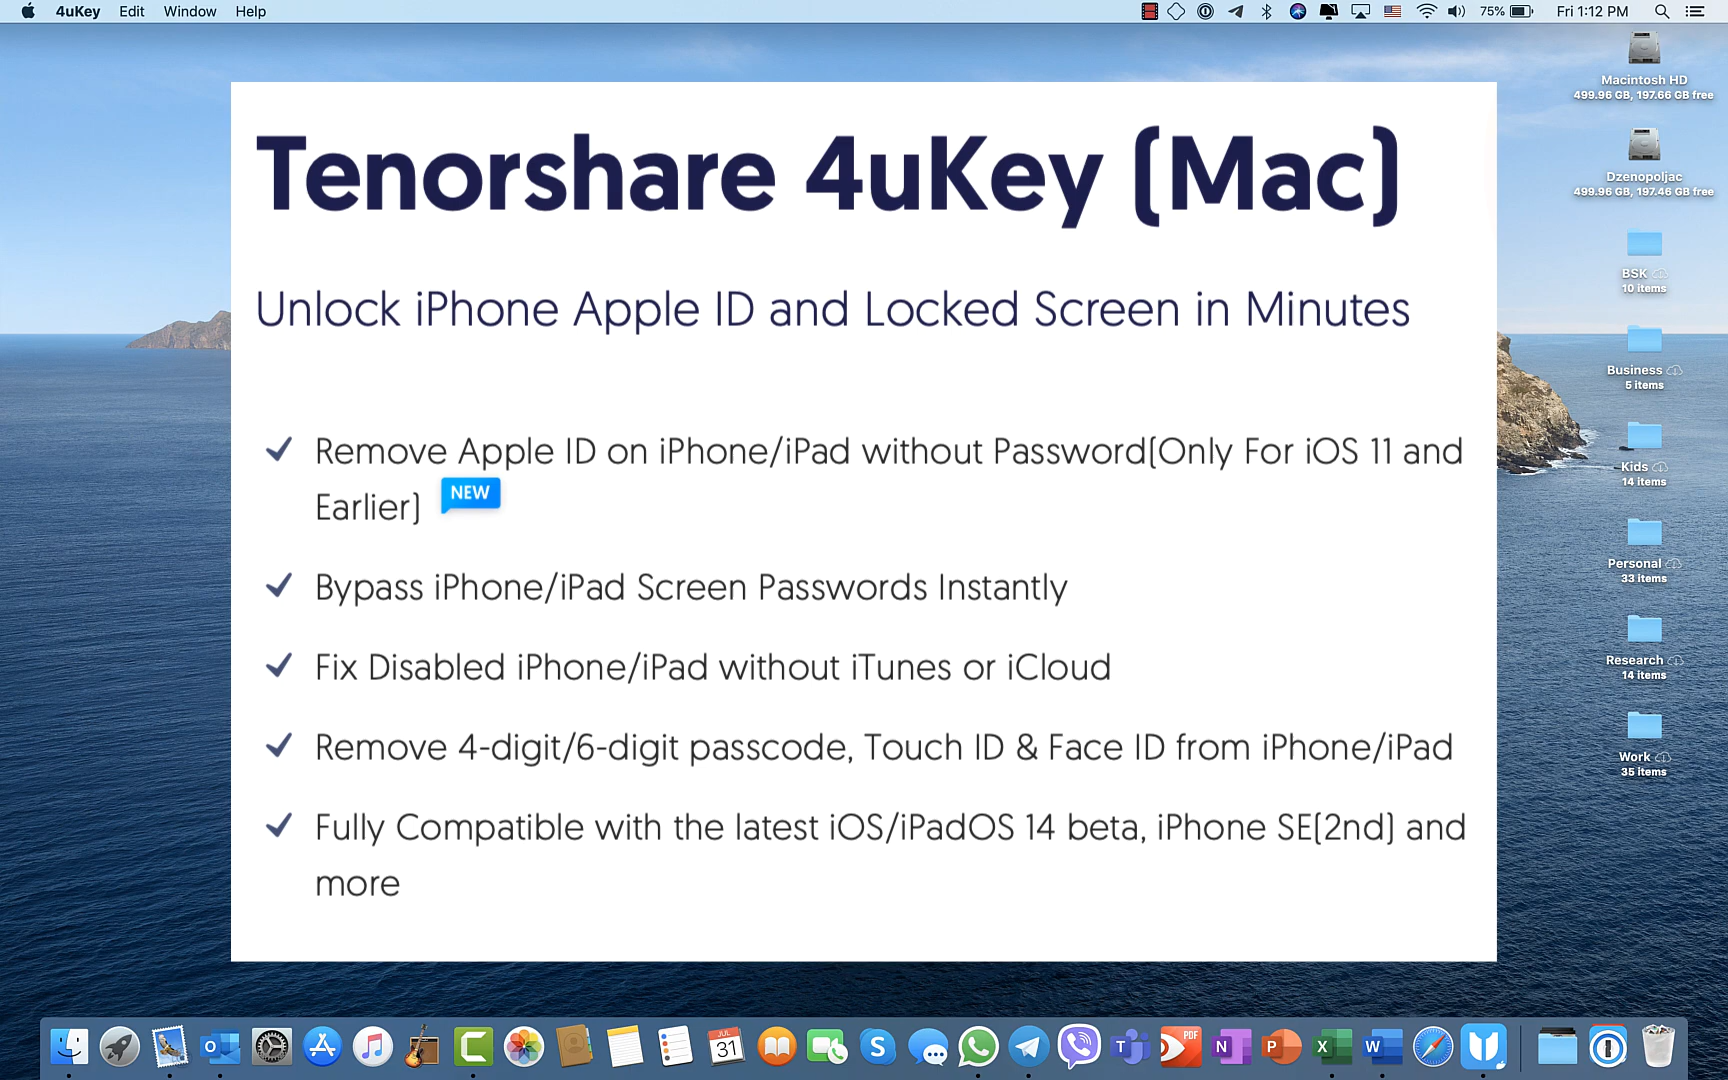 4uKey Edit Window Help
75% Fri 1:12 PM
Macintosh HD
499.96 GB, 197.66 GB free
Dzenopoljac
499.96 GB, 197.46 GB free
BSK
10 items
Business
5 items
Kids
14 items
Personal
33 items
Research
14 items
Work
35 items
Tenorshare 4uKey (Mac)
Unlock iPhone Apple ID and Locked Screen in Minutes
Remove Apple ID on iPhone/iPad without Password(Only For iOS 11 and
Earlier) NEW
Bypass iPhone/iPad Screen Passwords Instantly
Fix Disabled iPhone/iPad without iTunes or iCloud
Remove 4-digit/6-digit passcode, Touch ID & Face ID from iPhone/iPad
Fully Compatible with the latest iOS/iPadOS 14 beta, iPhone SE(2nd) and
more
JUL
31
PDF